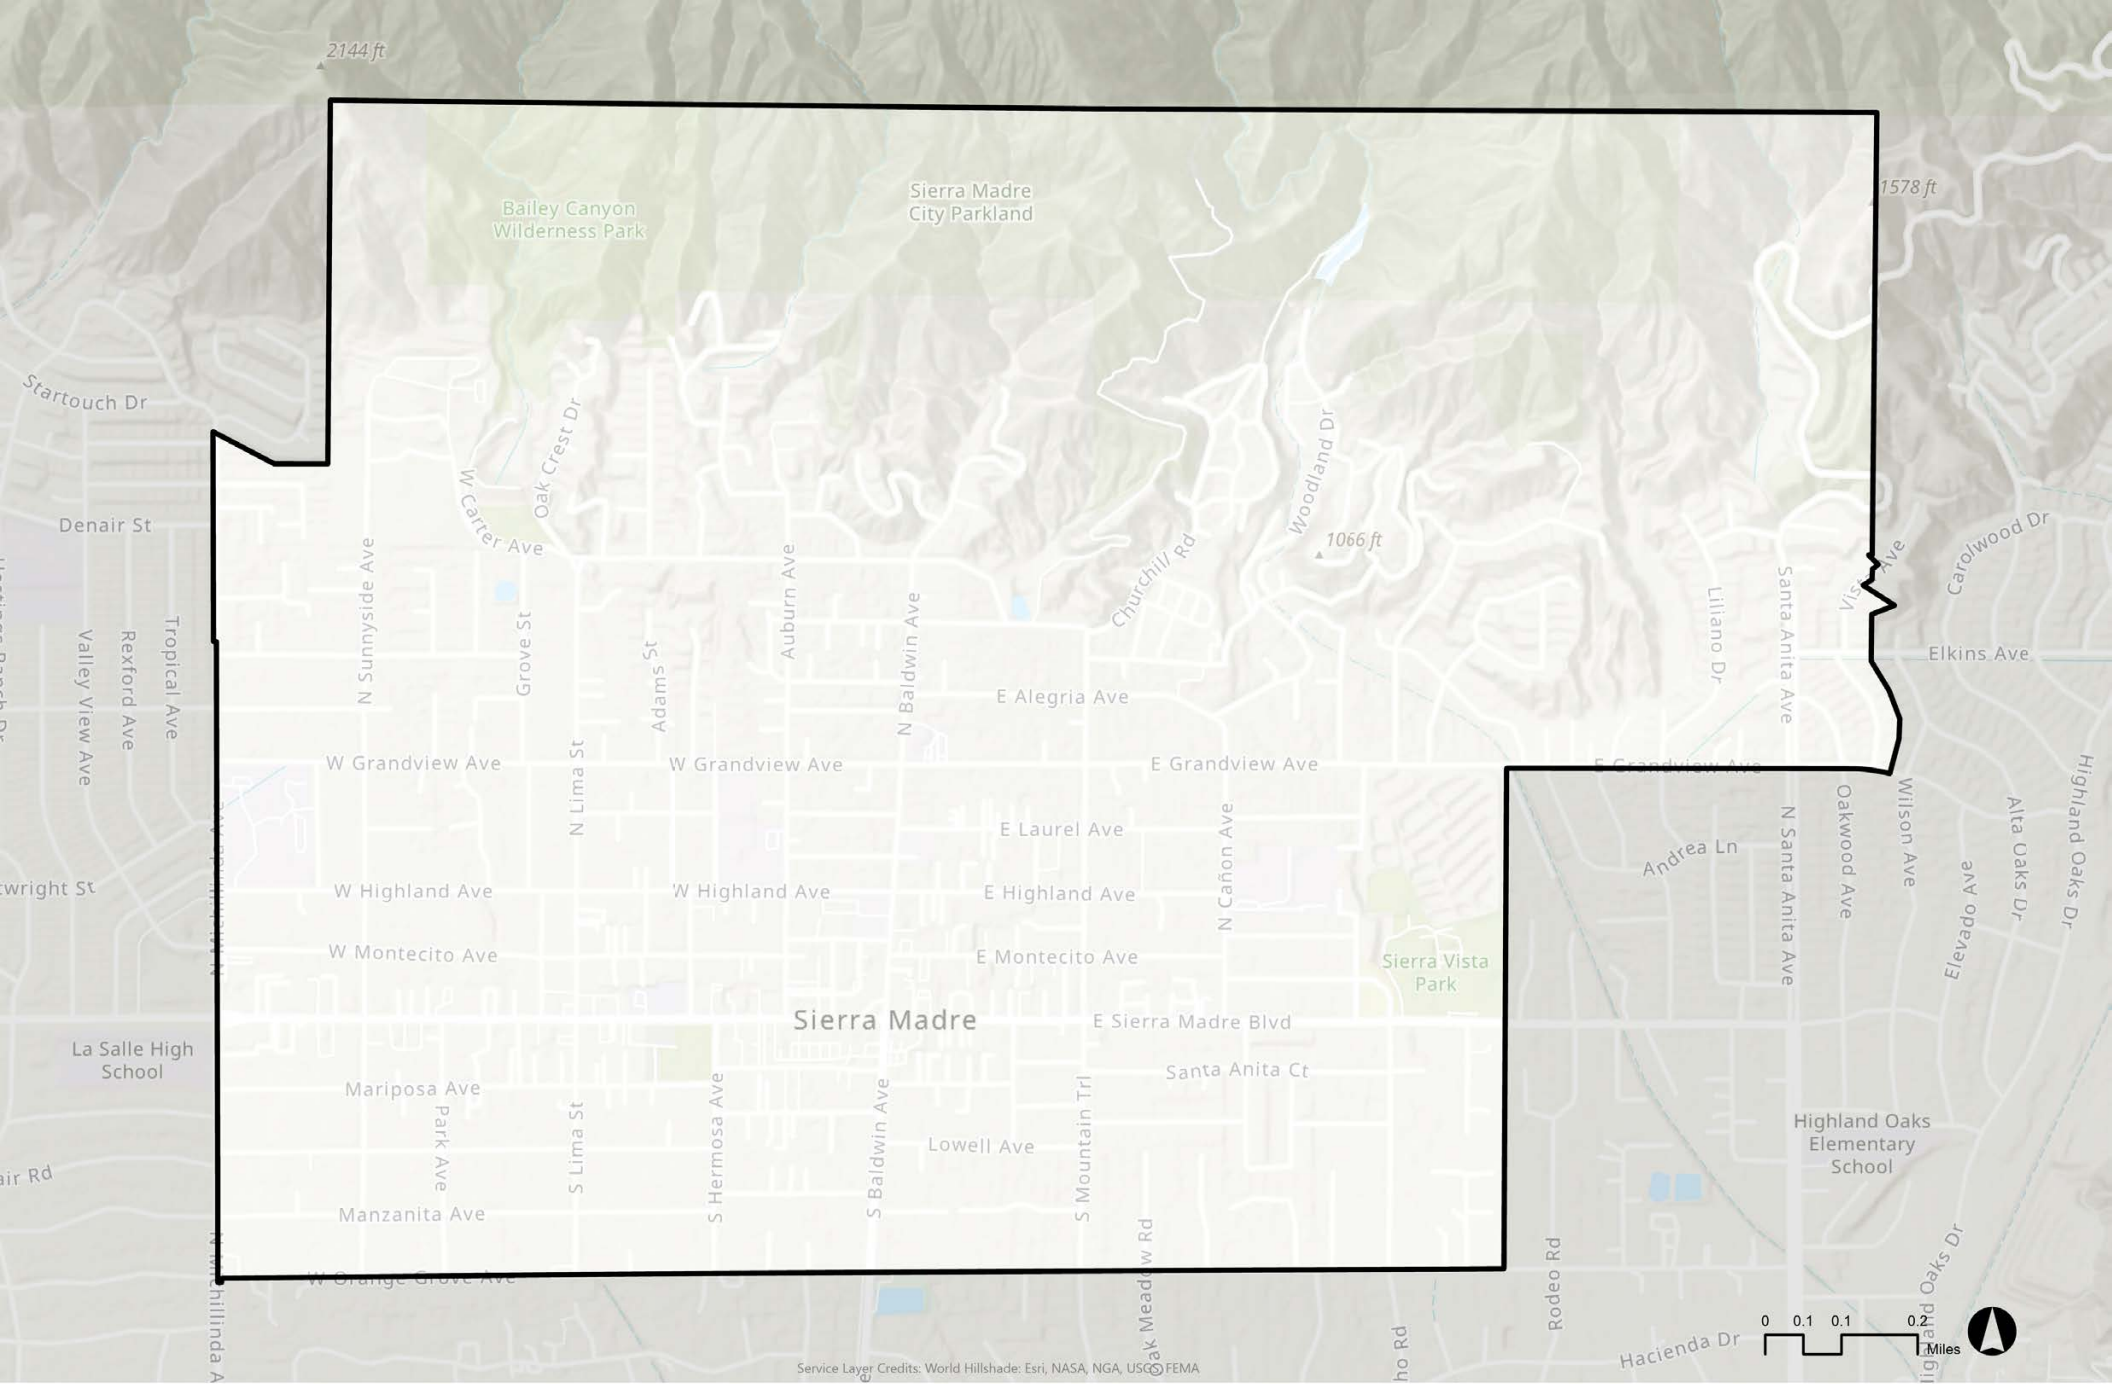 2144 ft
1578 ft
Sierra Madre
City Parkland
Bailey Canyon
Wilderness Park
Startouch Dr
Oak Crest Dr
Woodland Dr
W Carter Ave
Denair St
1066 ft
Churchill Rd
Carolwood Dr
N Sunnyside Ave
Auburn Ave
N Baldwin Ave
Grove St
Adams St
Liliano Dr
Santa Anita Ave
Elkins Ave
Valley View Ave
Rexford Ave
Tropical Ave
E Alegria Ave
W Grandview Ave
W Grandview Ave
E Grandview Ave
E Grandview Ave
N Lima St
E Laurel Ave
N Cañon Ave
Andrea Ln
N Santa Anita Ave
Oakwood Ave
Wilson Ave
Alta Oaks Dr
Highland Oaks Dr
Elevado Ave
W Highland Ave
W Highland Ave
E Highland Ave
W Montecito Ave
E Montecito Ave
Sierra Vista
Park
Sierra Madre
E Sierra Madre Blvd
La Salle High
School
Santa Anita Ct
Mariposa Ave
Park Ave
S Lima St
S Hermosa Ave
S Baldwin Ave
Lowell Ave
S Mountain Trl
Highland Oaks
Elementary
School
air Rd
Manzanita Ave
W Orange Grove Ave
N Michillinda A
Oak Meadow Rd
ho Rd
Rodeo Rd
Hacienda Dr
0 0.1 0.1 0.2
Miles
Service Layer Credits: World Hillshade: Esri, NASA, NGA, USGS, FEMA